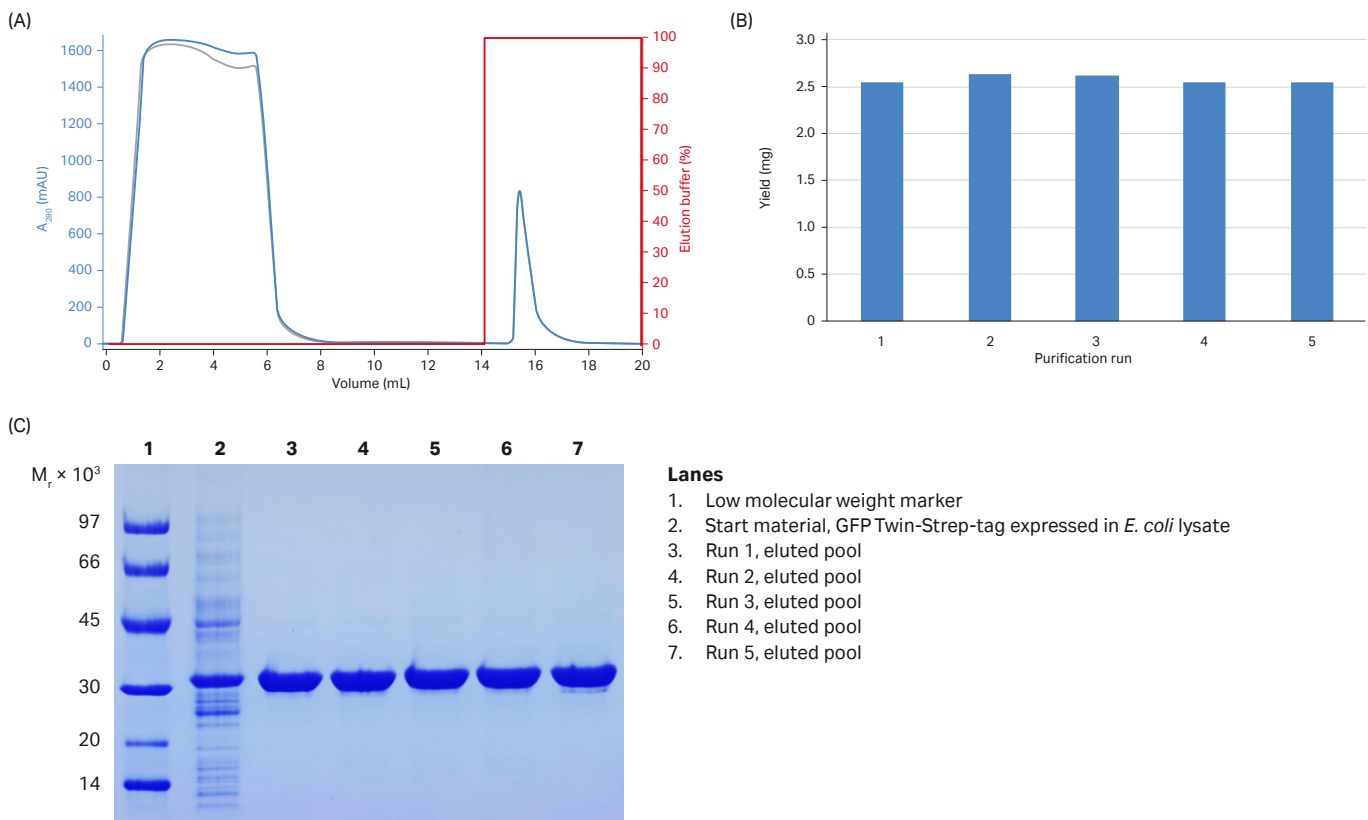 (A)
1600
1400
1200
1000
800
600
400
200
0
A280 (mAU)
0 2 4 6 8 10 12 14 16 18 20
Volume (mL)
100
90
80
70
60
50
40
30
20
10
0
Elution buffer (%)
(B)
3.0
2.5
2.0
1.5
1.0
0.5
0
Yield (mg)
1 2 3 4 5
Purification run
(C)
1 2 3 4 5 6 7
Mr × 10³
97
66
45
30
20
14
Lanes
1. Low molecular weight marker
2. Start material, GFP Twin-Strep-tag expressed in E. coli lysate
3. Run 1, eluted pool
4. Run 2, eluted pool
5. Run 3, eluted pool
6. Run 4, eluted pool
7. Run 5, eluted pool